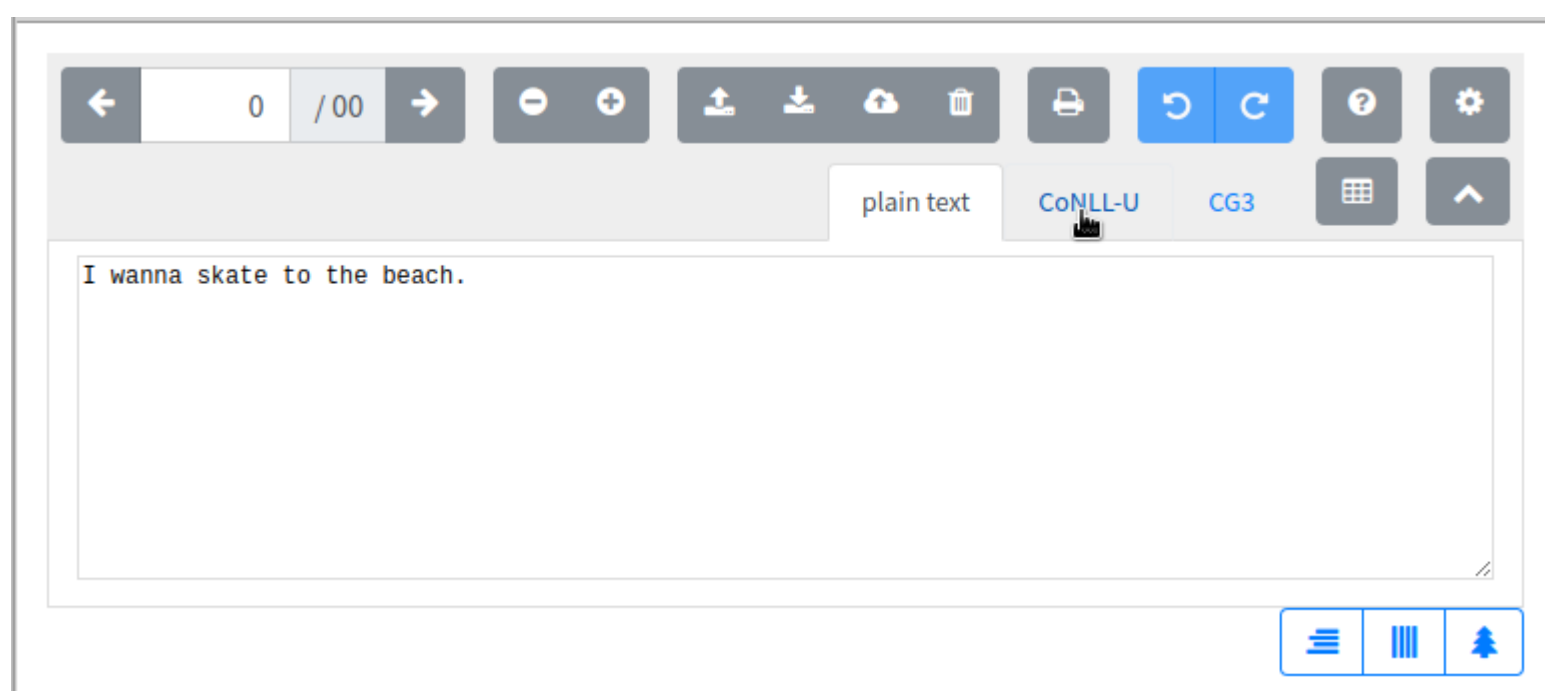 0 / 00
plain text CoNLL-U CG3
I wanna skate to the beach.